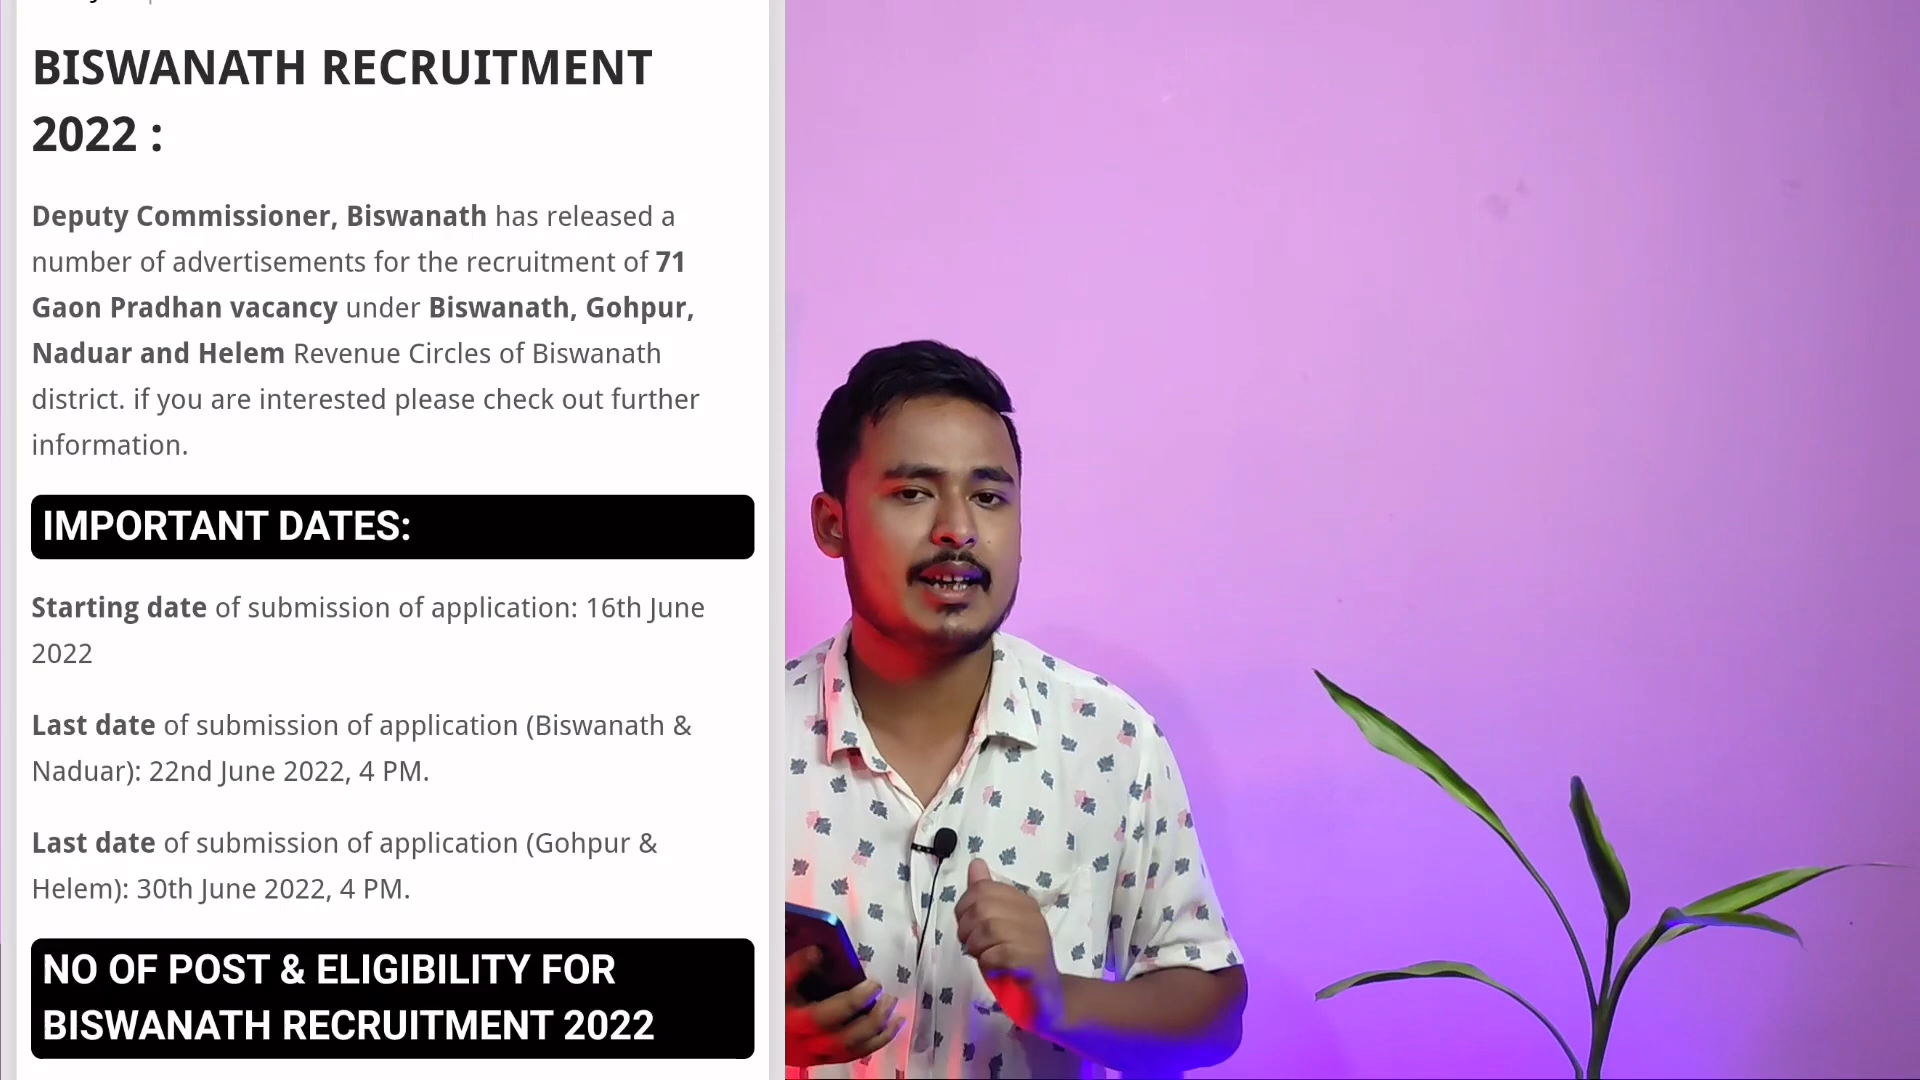 BISWANATH RECRUITMENT
2022 :
Deputy Commissioner, Biswanath has released a
number of advertisements for the recruitment of 71
Gaon Pradhan vacancy under Biswanath, Gohpur,
Naduar and Helem Revenue Circles of Biswanath
district. if you are interested please check out further
information.
IMPORTANT DATES:
Starting date of submission of application: 16th June
2022
Last date of submission of application (Biswanath &
Naduar): 22nd June 2022, 4 PM.
Last date of submission of application (Gohpur &
Helem): 30th June 2022, 4 PM.
NO OF POST & ELIGIBILITY FOR
BISWANATH RECRUITMENT 2022